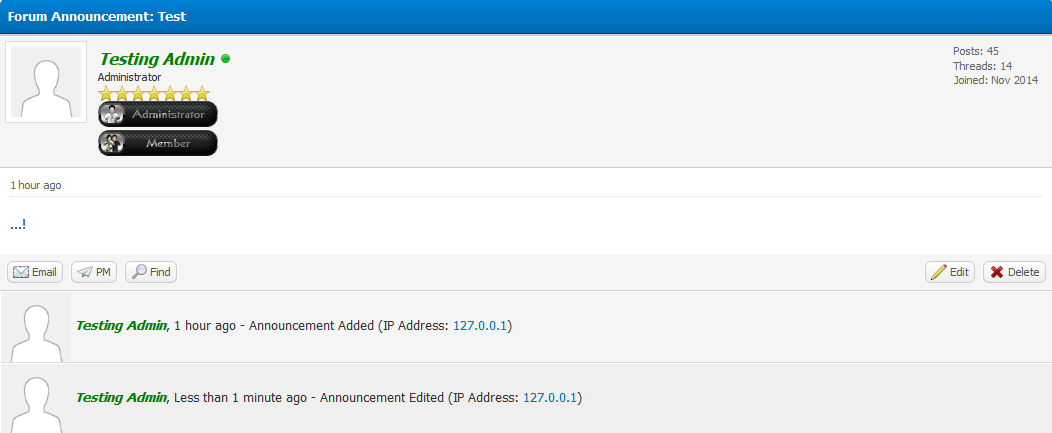 Forum Announcement: Test
Testing Admin
Administrator
Administrator
Member
Posts: 45
Threads: 14
Joined: Nov 2014
1 hour ago
...!
Email PM Find Edit Delete
Testing Admin, 1 hour ago - Announcement Added (IP Address: 127.0.0.1)
Testing Admin, Less than 1 minute ago - Announcement Edited (IP Address: 127.0.0.1)